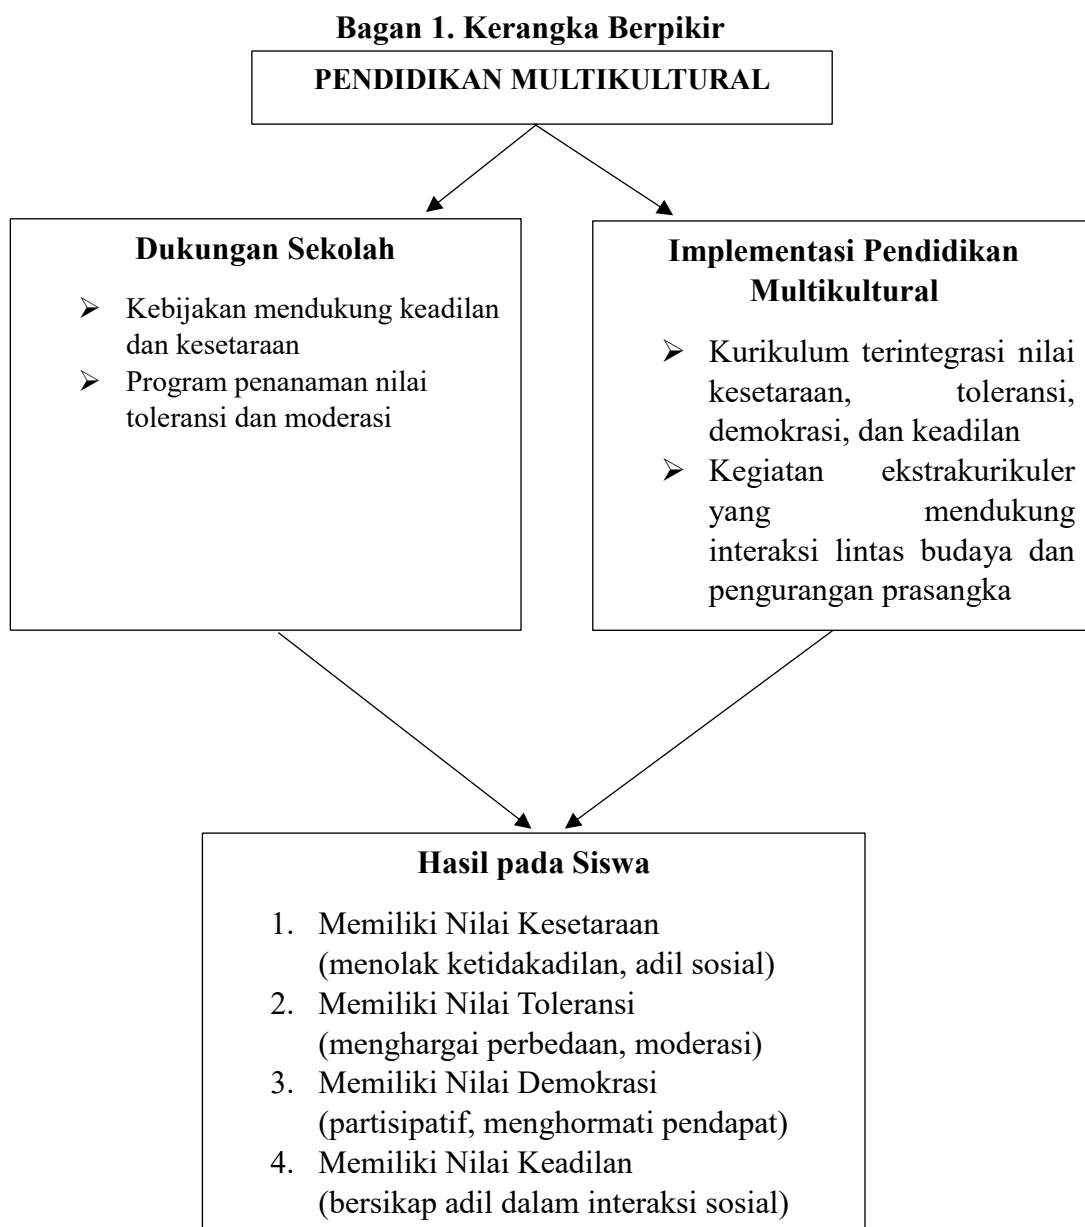 Bagan 1. Kerangka Berpikir
PENDIDIKAN MULTIKULTURAL
Dukungan Sekolah
➢ Kebijakan mendukung keadilan
dan kesetaraan
➢ Program penanaman nilai
toleransi dan moderasi
Implementasi Pendidikan
Multikultural
➢ Kurikulum terintegrasi nilai
kesetaraan, toleransi,
demokrasi, dan keadilan
➢ Kegiatan ekstrakurikuler
yang mendukung
interaksi lintas budaya dan
pengurangan prasangka
Hasil pada Siswa
1. Memiliki Nilai Kesetaraan
(menolak ketidakadilan, adil sosial)
2. Memiliki Nilai Toleransi
(menghargai perbedaan, moderasi)
3. Memiliki Nilai Demokrasi
(partisipatif, menghormati pendapat)
4. Memiliki Nilai Keadilan
(bersikap adil dalam interaksi sosial)